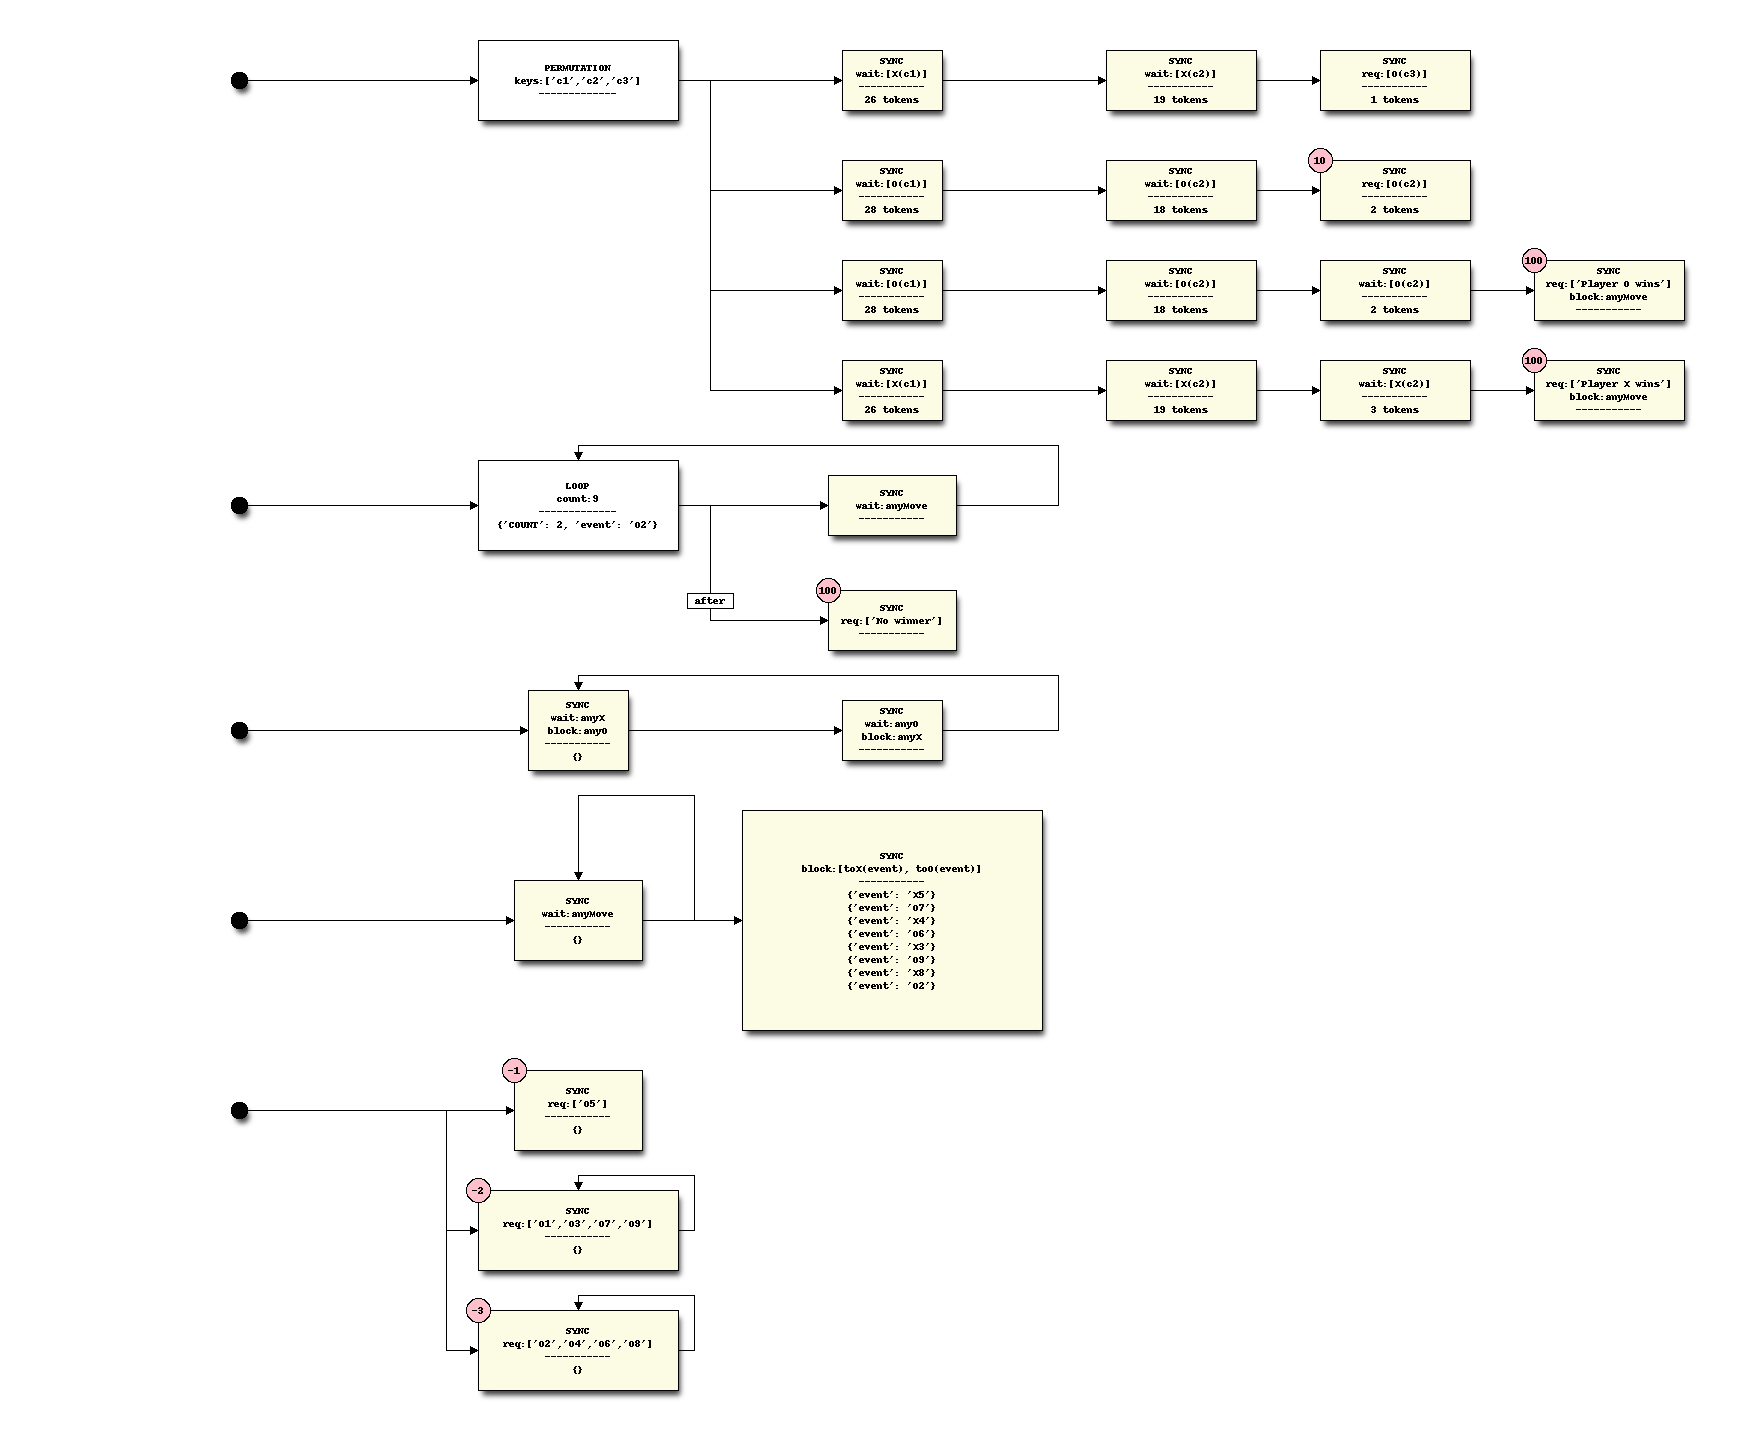 PERMUTATION
keys:['c1','c2','c3']
-------------
SYNC
wait:[X(c1)]
-----------
26 tokens
SYNC
wait:[X(c2)]
-----------
19 tokens
SYNC
req:[O(c3)]
-----------
1 tokens
SYNC
wait:[O(c1)]
-----------
28 tokens
SYNC
wait:[O(c2)]
-----------
18 tokens
10
SYNC
req:[O(c2)]
-----------
2 tokens
SYNC
wait:[O(c1)]
-----------
28 tokens
SYNC
wait:[O(c2)]
-----------
18 tokens
SYNC
wait:[O(c2)]
-----------
2 tokens
100
SYNC
req:['Player O wins']
block:anyMove
-----------
SYNC
wait:[X(c1)]
-----------
26 tokens
SYNC
wait:[X(c2)]
-----------
19 tokens
SYNC
wait:[X(c2)]
-----------
3 tokens
100
SYNC
req:['Player X wins']
block:anyMove
-----------
LOOP
count:9
-------------
{'COUNT': 2, 'event': 'O2'}
SYNC
wait:anyMove
-----------
after
100
SYNC
req:['No winner']
-----------
SYNC
wait:anyX
block:anyO
-----------
{}
SYNC
wait:anyO
block:anyX
-----------
SYNC
wait:anyMove
-----------
{}
SYNC
block:[toX(event), toO(event)]
-----------
{'event': 'X5'}
{'event': 'O7'}
{'event': 'X4'}
{'event': 'O6'}
{'event': 'X3'}
{'event': 'O9'}
{'event': 'X8'}
{'event': 'O2'}
-1
SYNC
req:['O5']
-----------
{}
-2
SYNC
req:['O1','O3','O7','O9']
-----------
{}
-3
SYNC
req:['O2','O4','O6','O8']
-----------
{}